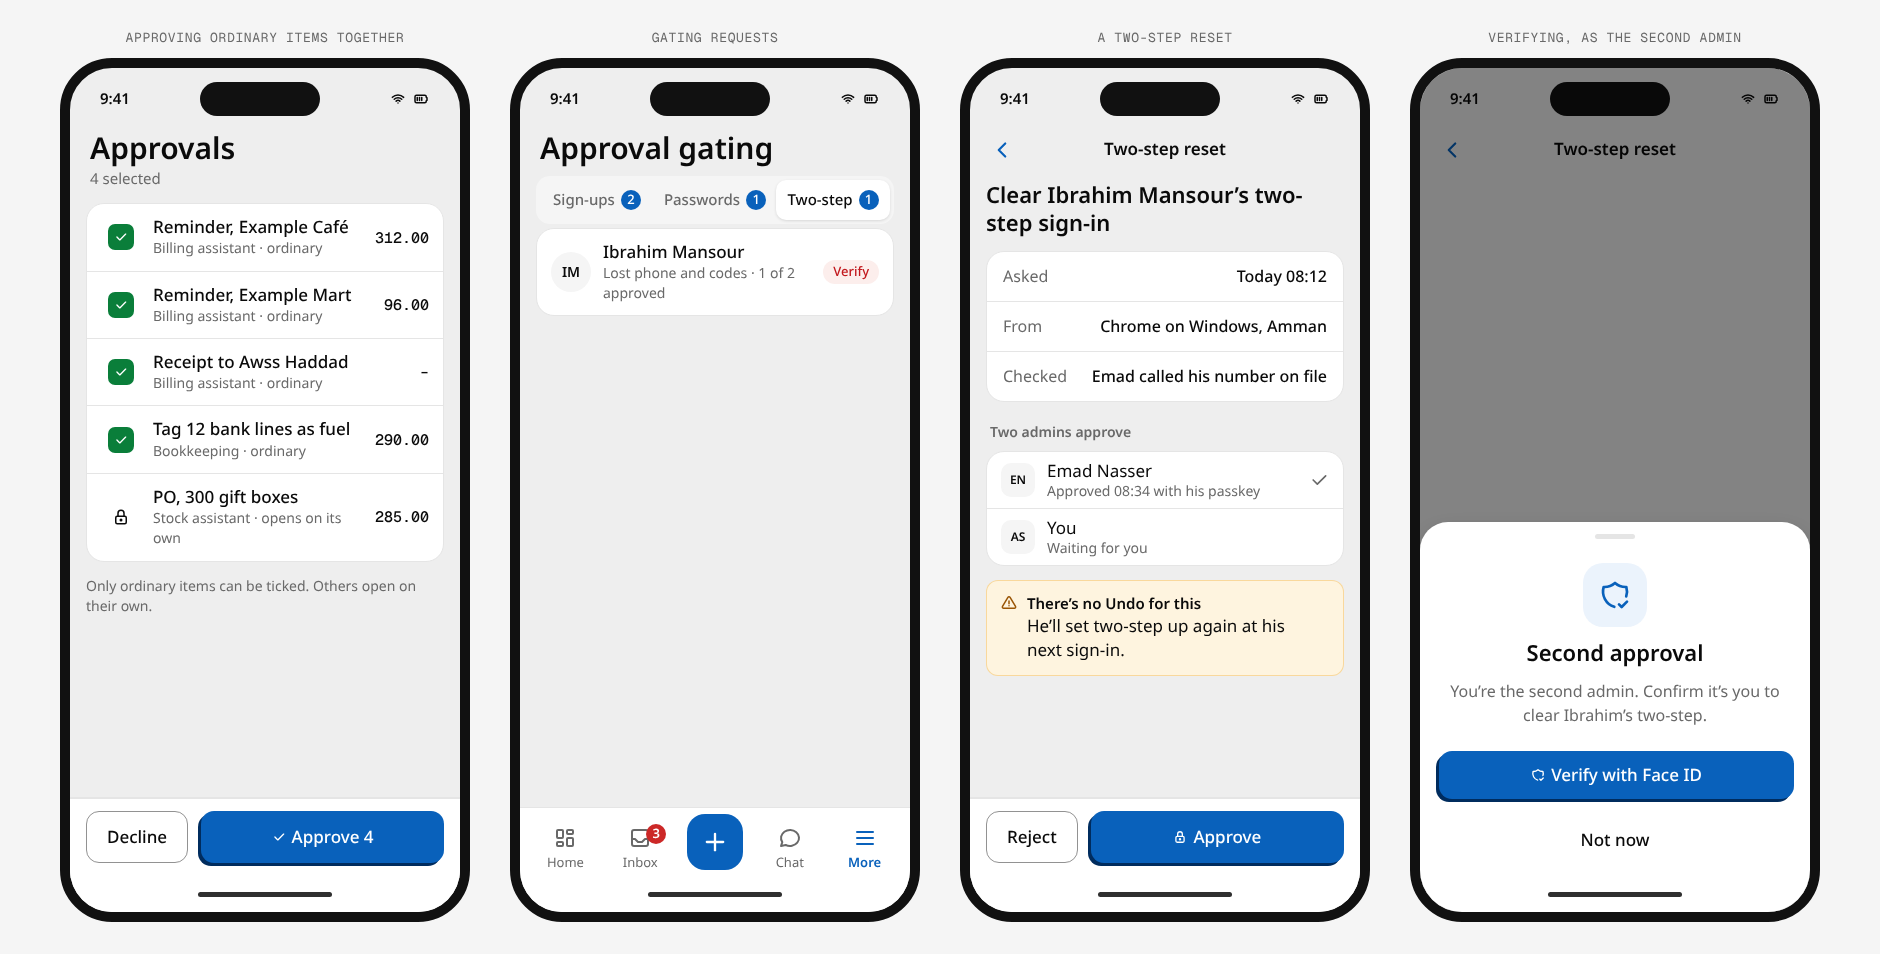 APPROVING ORDINARY ITEMS TOGETHER
9:41
Approvals
4 selected
Reminder, Example Café
Billing assistant · ordinary
312.00
Reminder, Example Mart
Billing assistant · ordinary
96.00
Receipt to Awss Haddad
Billing assistant · ordinary
–
Tag 12 bank lines as fuel
Bookkeeping · ordinary
290.00
PO, 300 gift boxes
Stock assistant · opens on its
own
285.00
Only ordinary items can be ticked. Others open on
their own.
Decline
Approve 4
GATING REQUESTS
9:41
Approval gating
Sign-ups 2
Passwords 1
Two-step 1
IM
Ibrahim Mansour
Lost phone and codes · 1 of 2
approved
Verify
Home
Inbox
3
Chat
More
A TWO-STEP RESET
9:41
Two-step reset
Clear Ibrahim Mansour’s two-
step sign-in
Asked
Today 08:12
From
Chrome on Windows, Amman
Checked
Emad called his number on file
Two admins approve
EN
Emad Nasser
Approved 08:34 with his passkey
AS
You
Waiting for you
There’s no Undo for this
He’ll set two-step up again at his
next sign-in.
Reject
Approve
VERIFYING, AS THE SECOND ADMIN
9:41
Two-step reset
Second approval
You’re the second admin. Confirm it’s you to
clear Ibrahim’s two-step.
Verify with Face ID
Not now